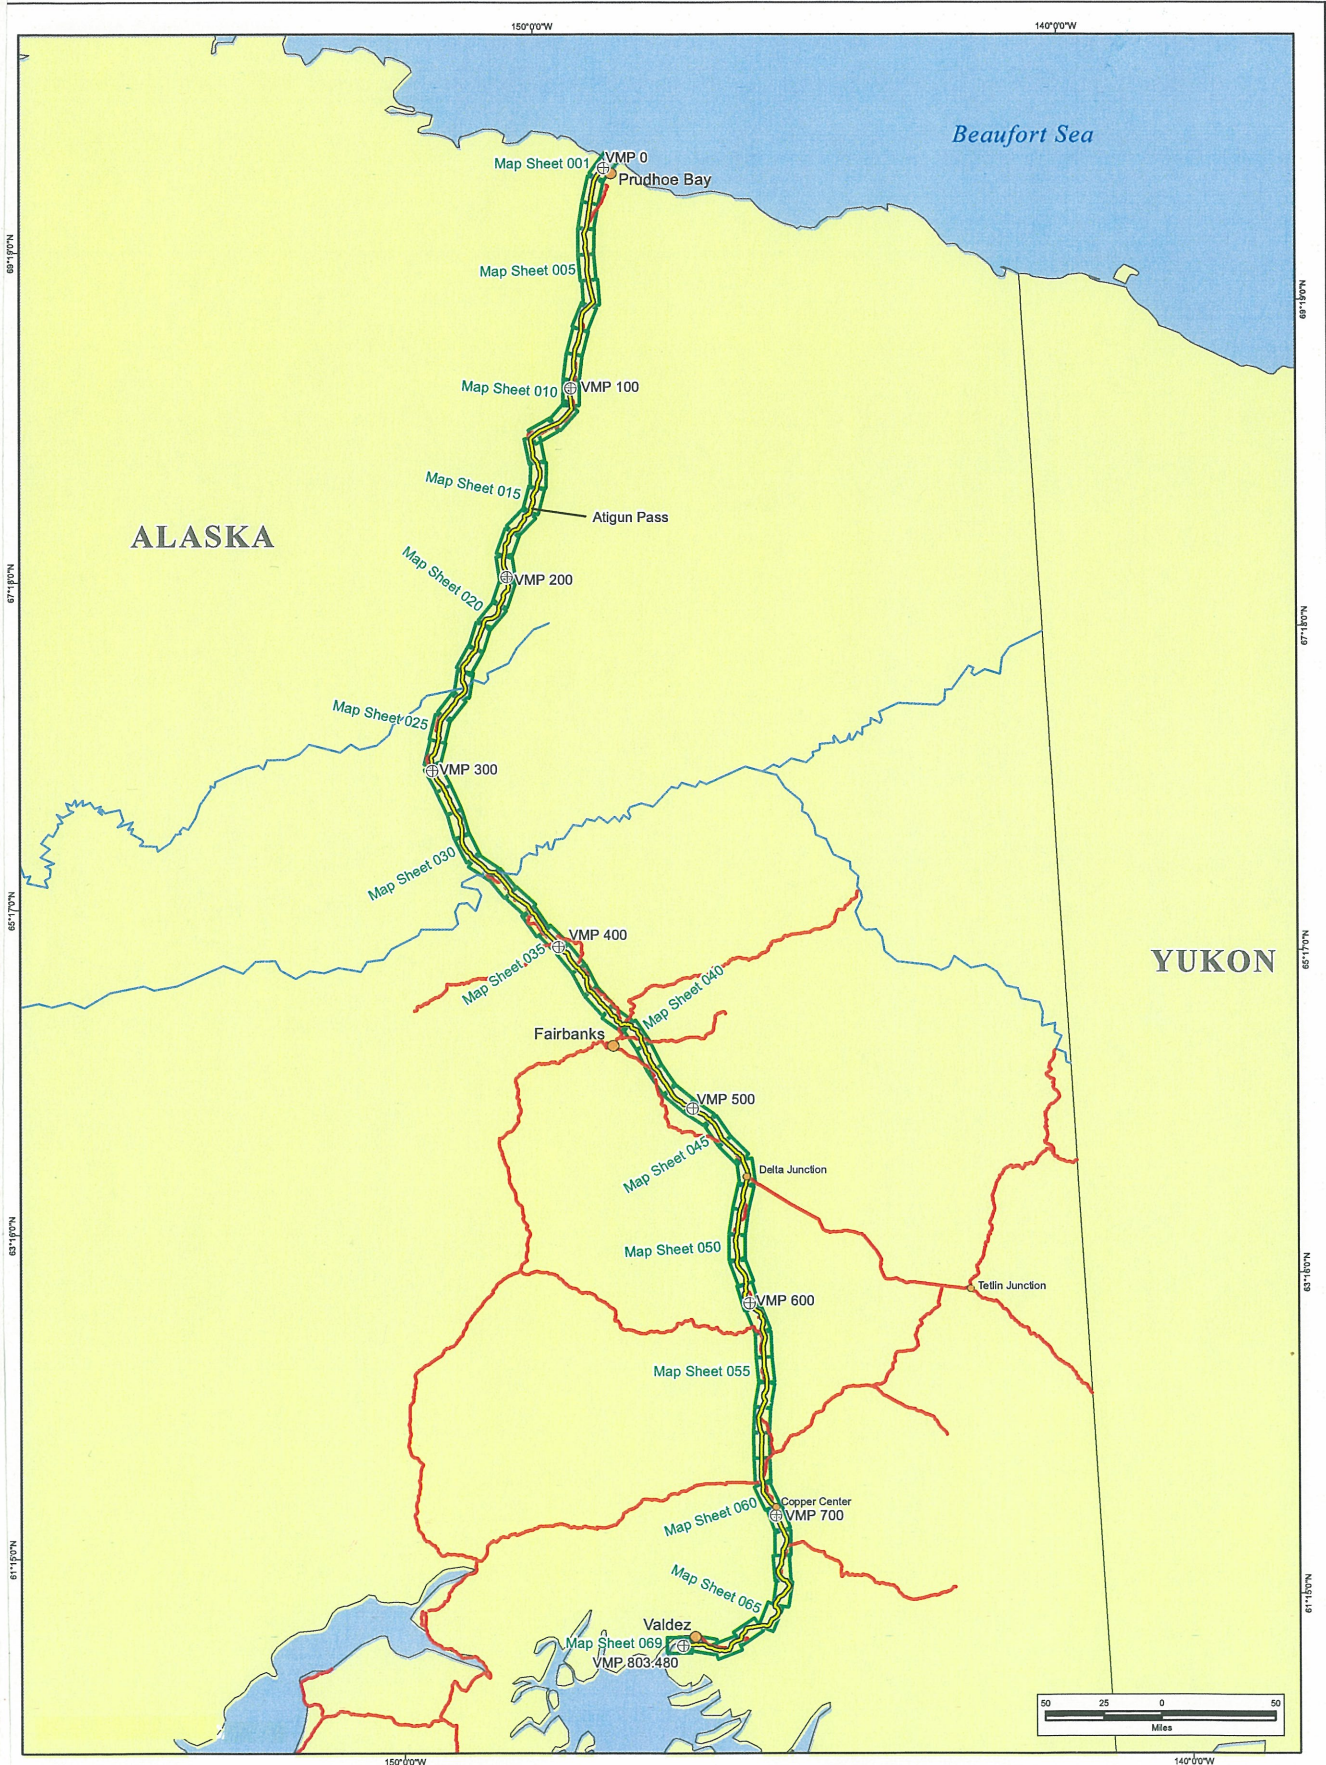 150°0'0"W
140°0'0"W
Beaufort Sea
Map Sheet 001
VMP 0
Prudhoe Bay
69°19'0"N
Map Sheet 005
69°19'0"N
Map Sheet 010
VMP 100
Map Sheet 015
Atigun Pass
ALASKA
Map Sheet 020
VMP 200
67°18'0"N
67°18'0"N
Map Sheet 025
VMP 300
Map Sheet 030
65°17'0"N
VMP 400
65°17'0"N
YUKON
Map Sheet 035
Map Sheet 040
Fairbanks
VMP 500
Map Sheet 045
Delta Junction
63°16'0"N
Map Sheet 050
63°16'0"N
Tetlin Junction
VMP 600
Map Sheet 055
Copper Center
Map Sheet 060
VMP 700
61°15'0"N
61°15'0"N
Map Sheet 065
Valdez
Map Sheet 069
VMP 803.480
50 25 0 50
Miles
150°0'0"W
140°0'0"W